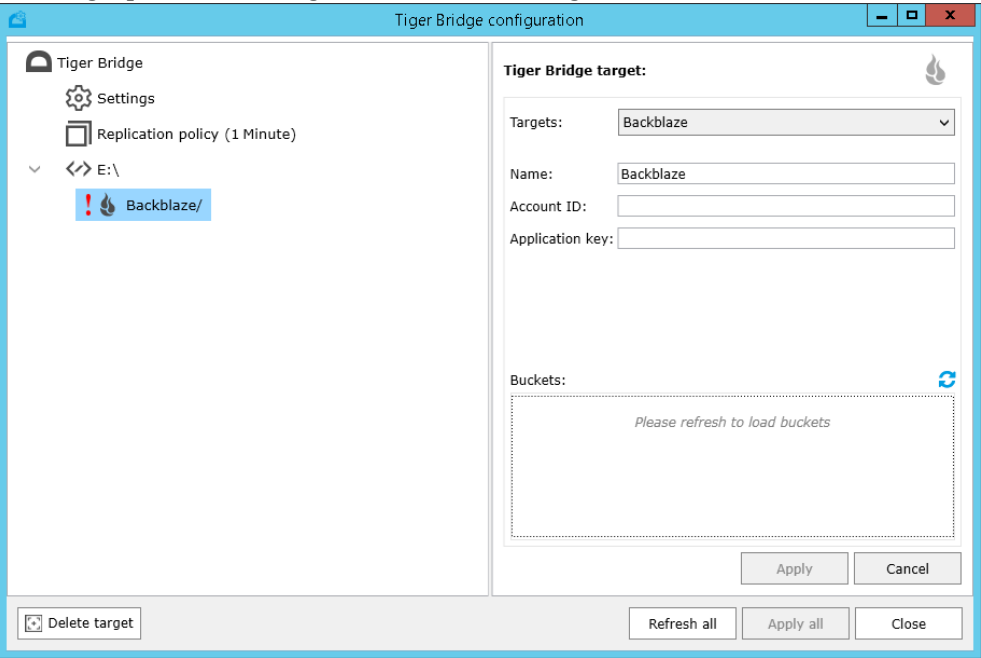 Tiger Bridge configuration
Tiger Bridge
Settings
Replication policy (1 Minute)
E:\
Backblaze/
Tiger Bridge target:
Targets: Backblaze
Name: Backblaze
Account ID:
Application key:
Buckets:
Please refresh to load buckets
Apply Cancel
Delete target Refresh all Apply all Close